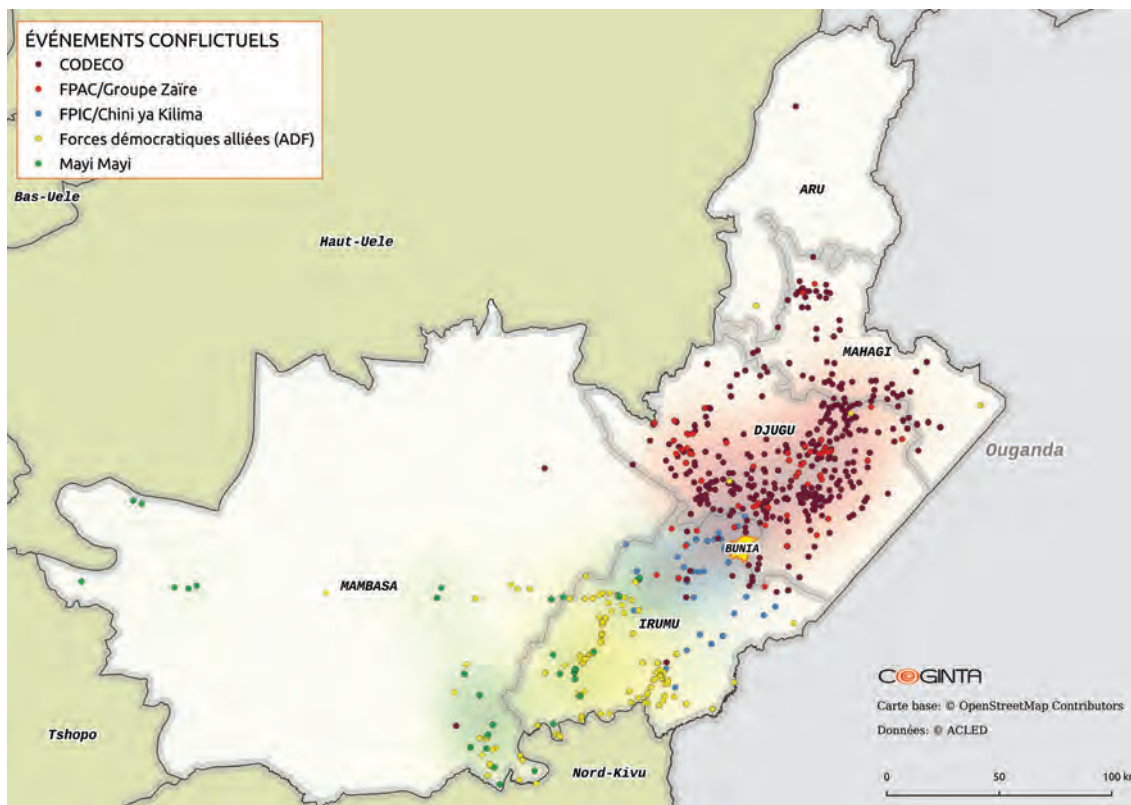 ÉVÉNEMENTS CONFLICTUELS
CODECO
FPAC/Groupe Zaïre
FPIC/Chini ya Kilima
Forces démocratiques alliées (ADF)
Mayi Mayi
Bas-Uele
Haut-Uele
ARU
MAHAGI
DJUGU
Ouganda
BUNIA
MAMBASA
IRUMU
Tshopo
Nord-Kivu
COGINTA
Carte base: © OpenStreetMap Contributors
Données: © ACLED
0 50 100 km